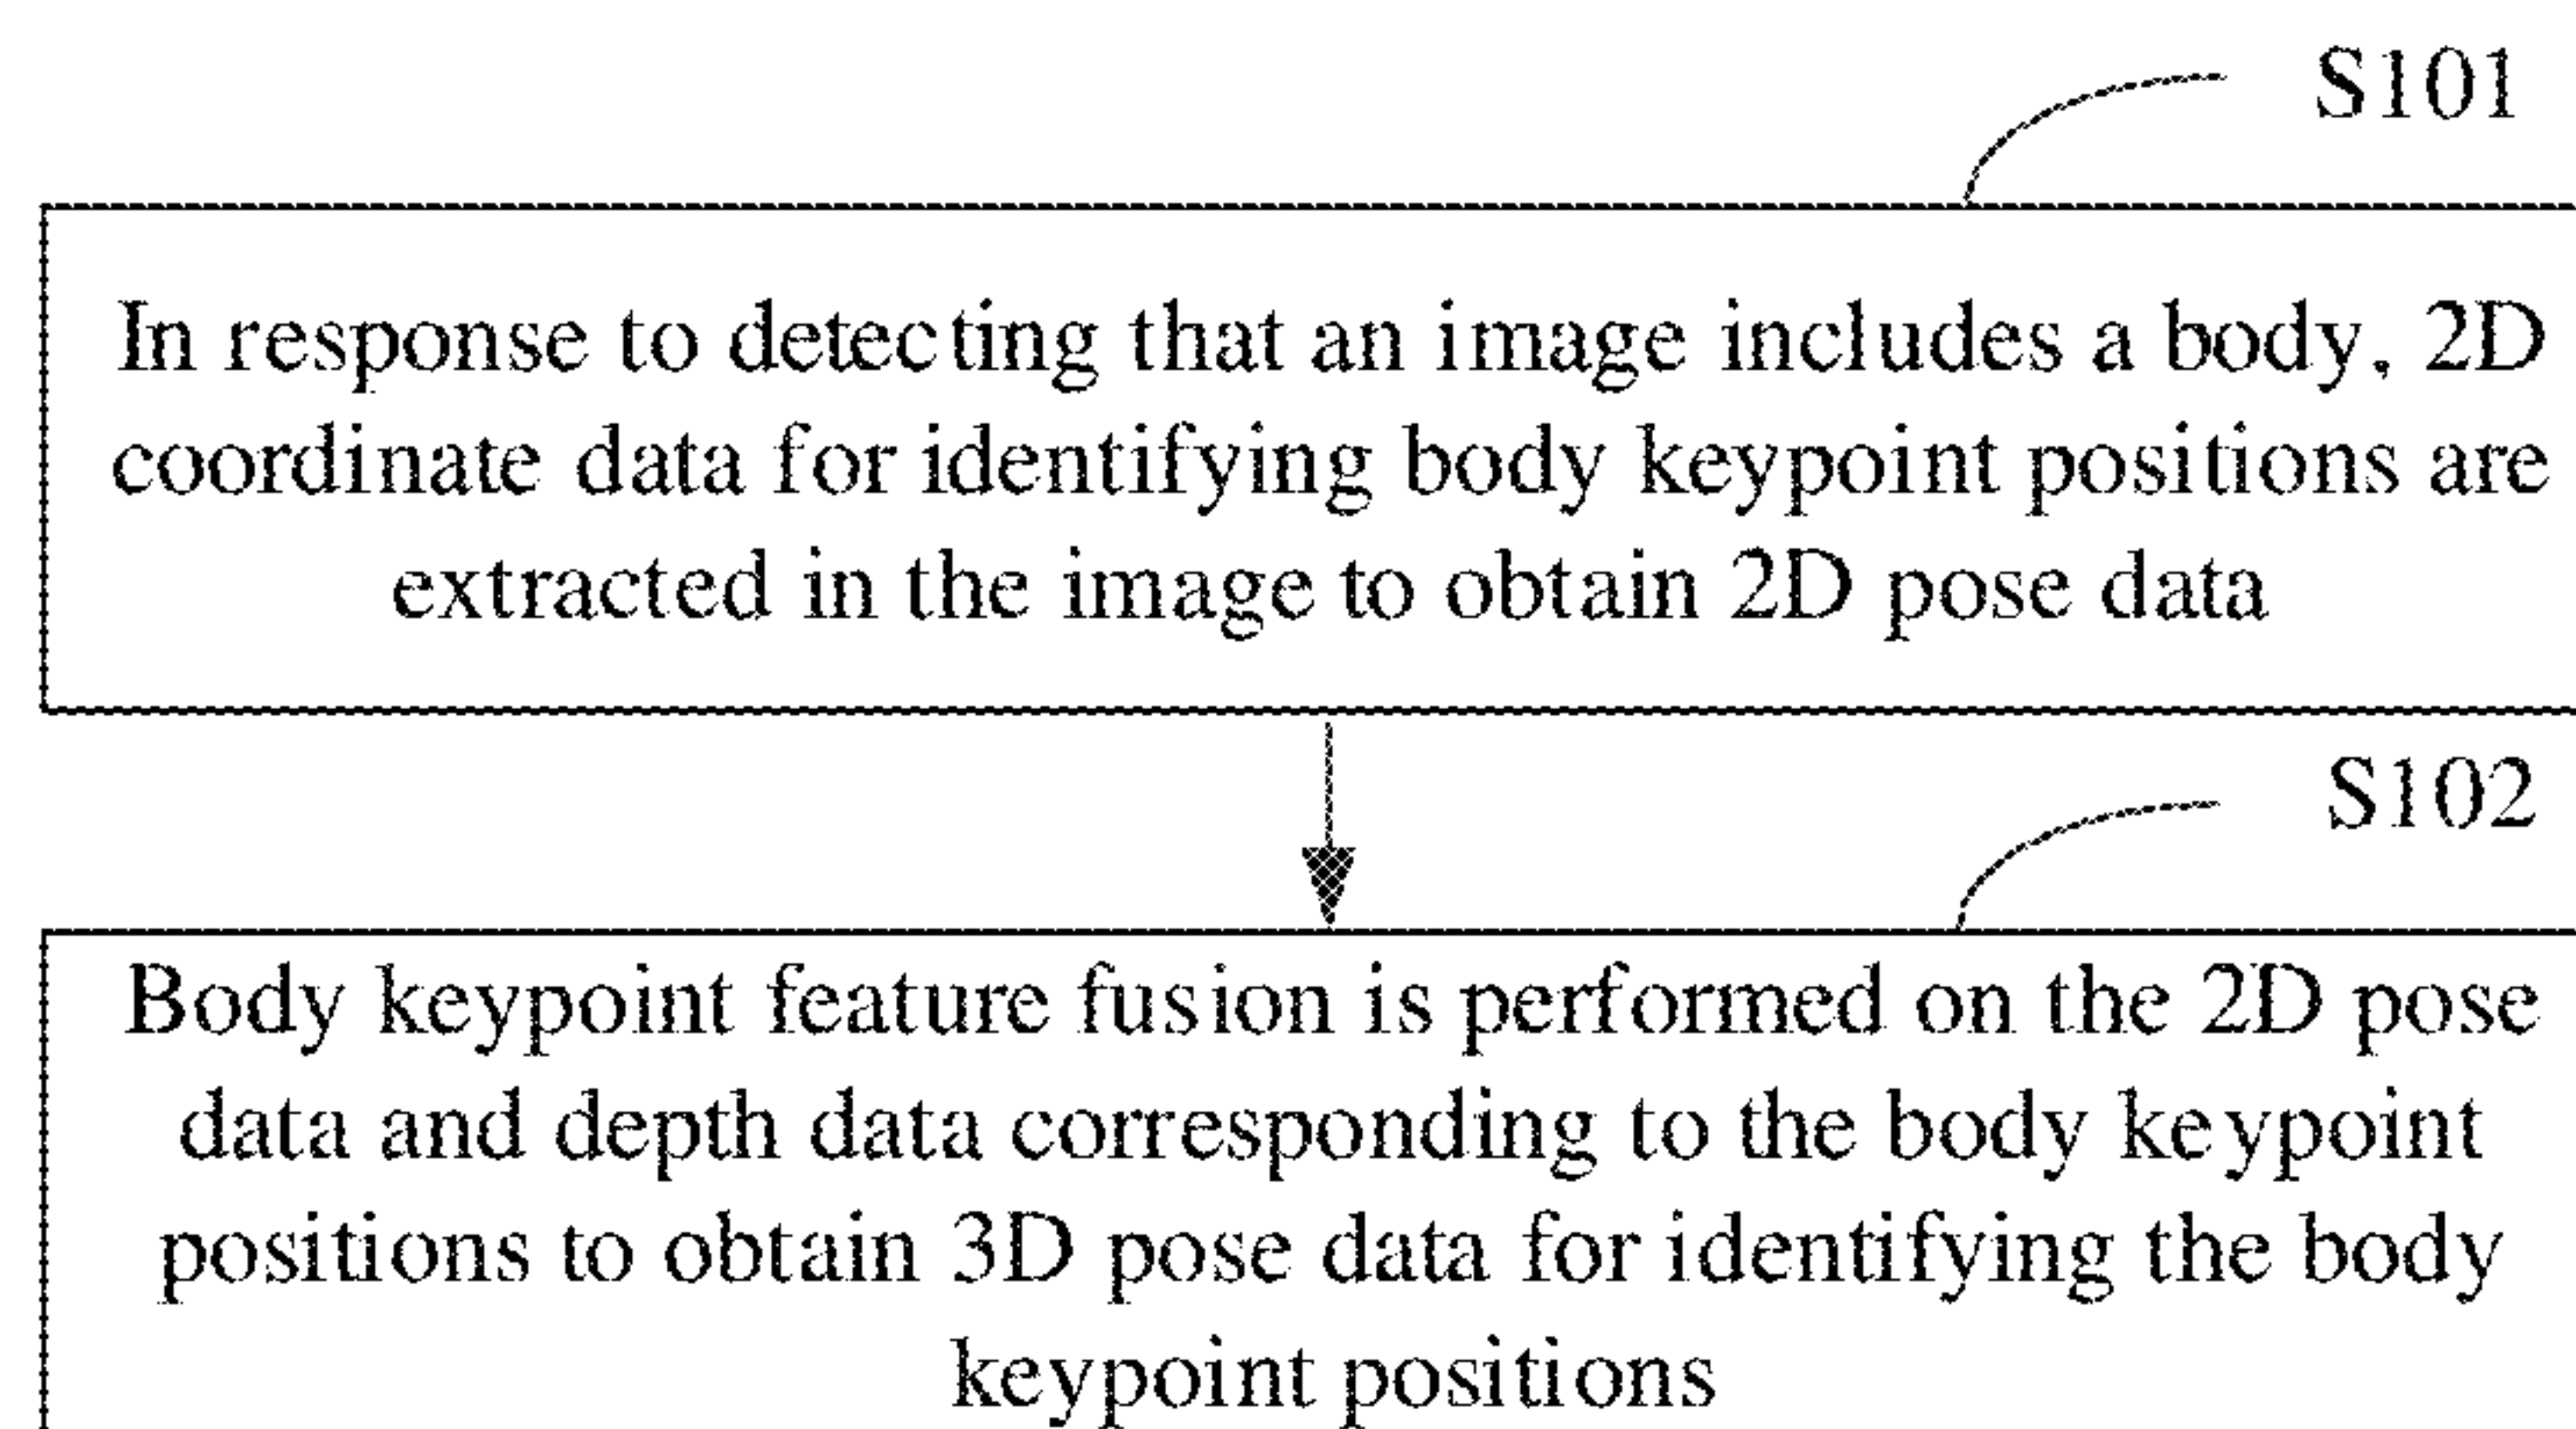 S101
In response to detecting that an image includes a body, 2D
coordinate data for identifying body keypoint positions are
extracted in the image to obtain 2D pose data
S102
Body keypoint feature fusion is performed on the 2D pose
data and depth data corresponding to the body keypoint
positions to obtain 3D pose data for identifying the body
keypoint positions